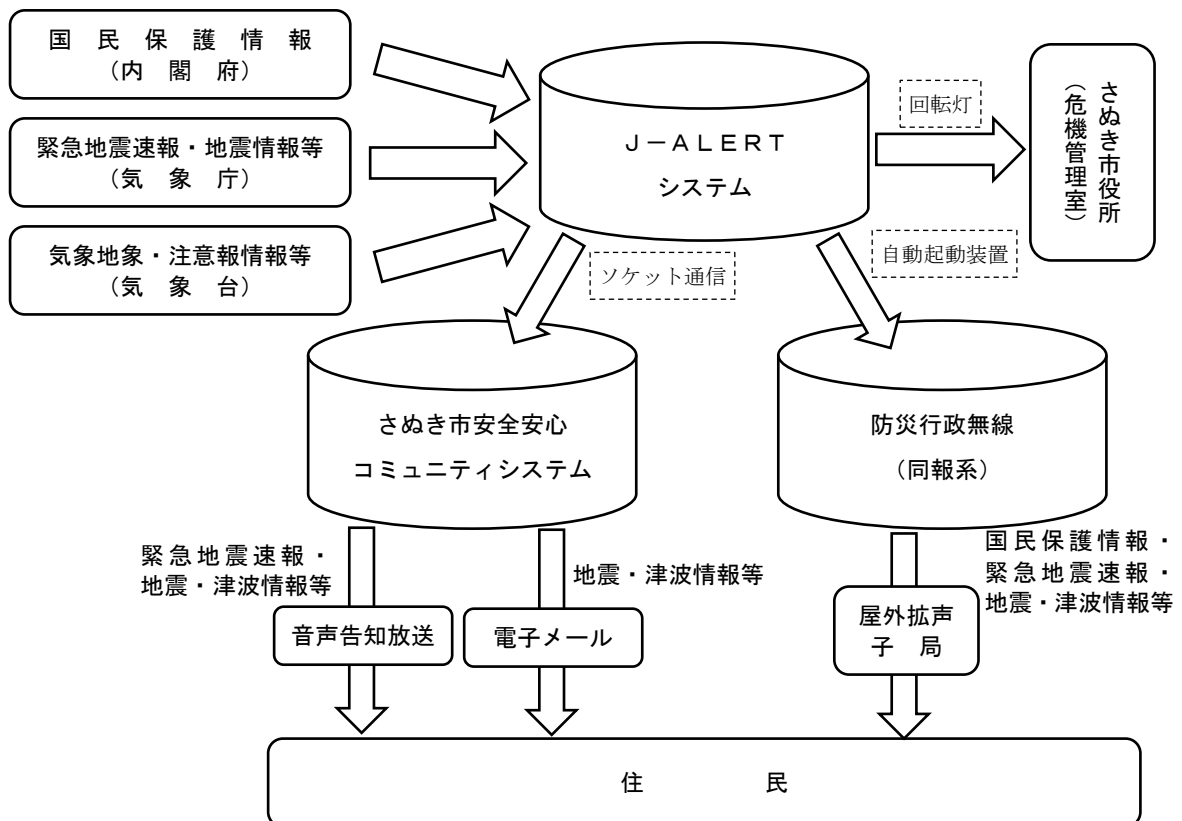 国民保護情報
（内閣府）
緊急地震速報・地震情報等
（気象庁）
気象地象・注意報情報等
（気象台）
Ｊ－ＡＬＥＲＴ
システム
回転灯
さぬき市役所
（危機管理室）
ソケット通信
自動起動装置
さぬき市安全安心
コミュニティシステム
防災行政無線
（同報系）
緊急地震速報・
地震・津波情報等
地震・津波情報等
国民保護情報・
緊急地震速報・
地震・津波情報等
音声告知放送
電子メール
屋外拡声
子局
住民